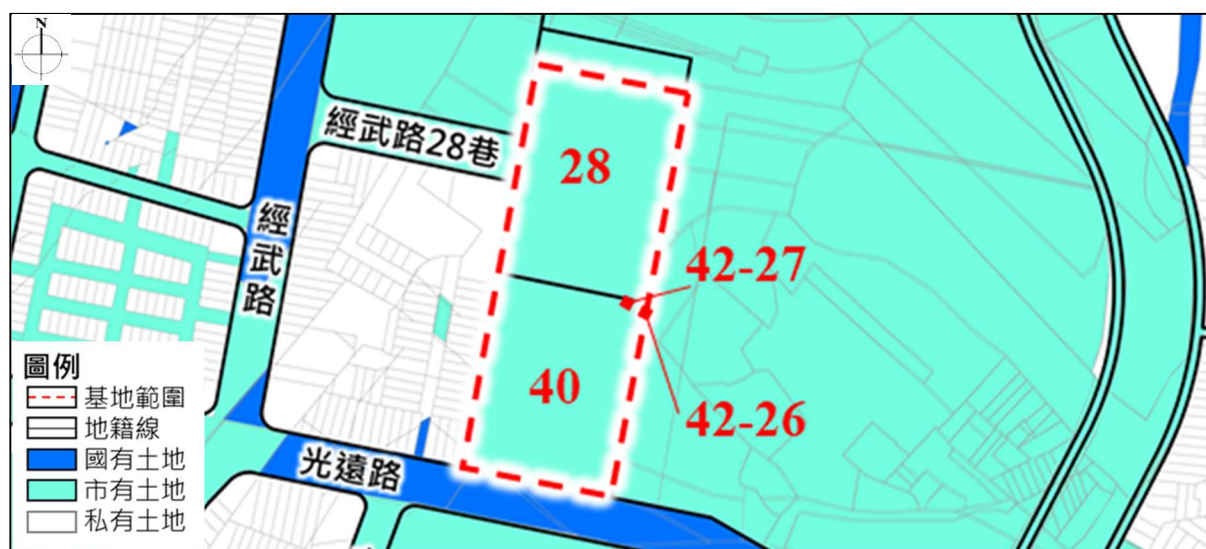 N
經武路28巷
28
經武路
42-27
40
42-26
光遠路
圖例
基地範圍
地籍線
國有土地
市有土地
私有土地